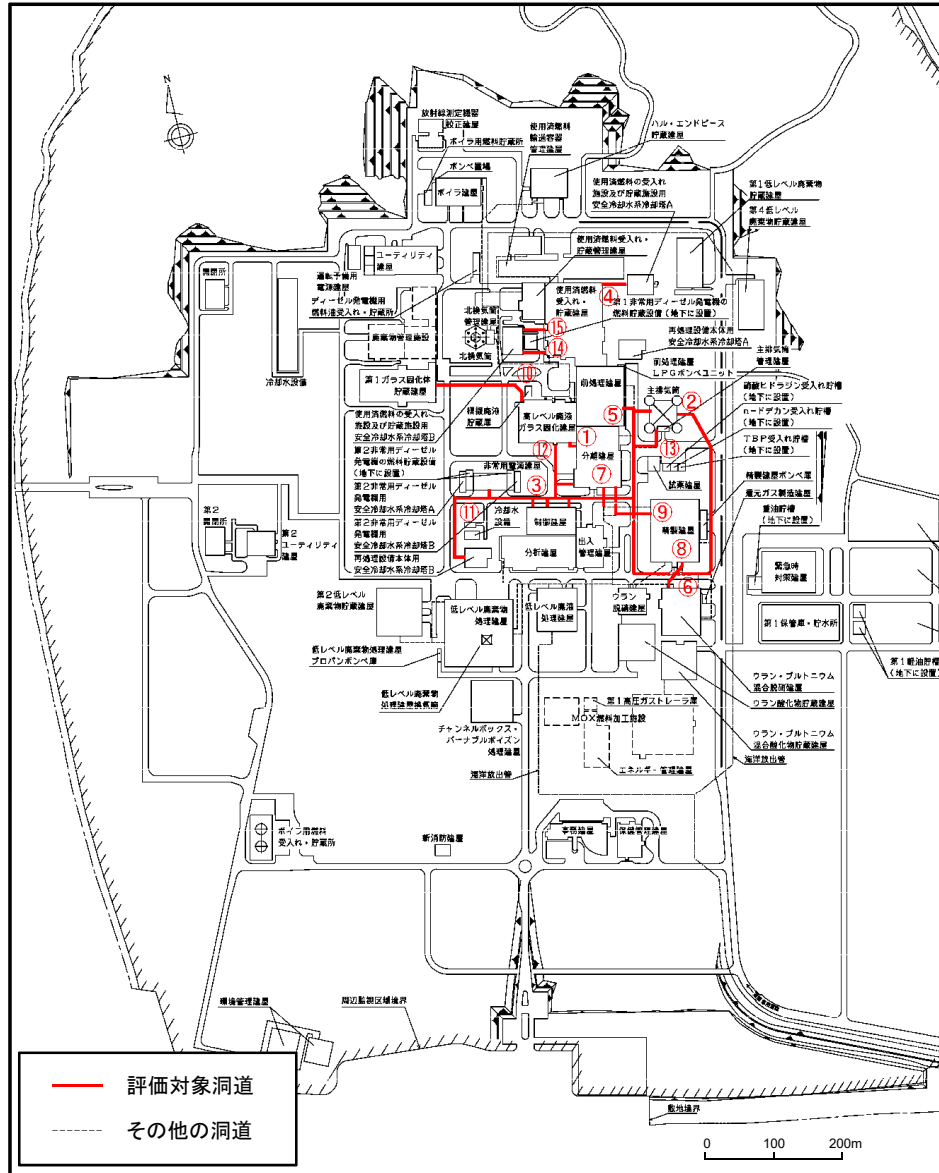 放射線測定機器
校正建屋
ボイラ用燃料貯蔵所
ボンベ置場
ボイラ建屋
使用済燃料
輸送容器
管理建屋
ハル・エンドピース
貯蔵建屋
使用済燃料の受入れ
施設及び貯蔵施設用
安全冷却水系冷却塔A
第1低レベル廃棄物
貯蔵建屋
第4低レベル
廃棄物貯蔵建屋
N
開閉所
ユーティリティ
建屋
運転予備用
電源建屋
ディーゼル発電機用
燃料油受入れ・貯蔵所
使用済燃料受入れ・
貯蔵管理建屋
使用済燃料
受入れ・
貯蔵建屋
④
第1非常用ディーゼル発電機の
燃料貯蔵設備(地下に設置)
再処理設備本体用
安全冷却水系冷却塔A
主排気筒
管理建屋
北換気筒
管理建屋
北換気筒
⑮
⑭
冷却水設備
廃棄物管理施設
第1ガラス固化体
貯蔵建屋
前処理建屋
LPGボンベユニット
前処理建屋
主排気筒
②
硝酸ヒドラジン受入れ貯槽
(地下に設置)
n-ドデカン受入れ貯槽
(地下に設置)
TBP受入れ貯槽
(地下に設置)
⑩
模擬廃液
貯蔵庫
高レベル廃液
ガラス固化建屋
⑤
①
⑬
分離建屋
⑫
⑦
試薬建屋
精製建屋ボンベ庫
還元ガス製造建屋
重油貯槽
(地下に設置)
使用済燃料の受入れ
施設及び貯蔵施設用
安全冷却水系冷却塔B
第2非常用ディーゼル
発電機の燃料貯蔵設備
(地下に設置)
第2非常用ディーゼル
発電機用
安全冷却水系冷却塔A
第2非常用ディーゼル
発電機用
安全冷却水系冷却塔B
再処理設備本体用
安全冷却水系冷却塔B
非常用電源建屋
③
⑪
冷却水
設備
制御建屋
分析建屋
出入
管理建屋
⑨
精製建屋
⑧
⑥
第2
開閉所
第2
ユーティリティ
建屋
緊急時
対策建屋
第1保管庫・貯水所
第1軽油貯槽
(地下に設置)
第2低レベル
廃棄物貯蔵建屋
低レベル廃棄物
処理建屋
低レベル廃液
処理建屋
ウラン
脱硝建屋
低レベル廃棄物処理建屋
プロパンボンベ庫
低レベル廃棄物
処理建屋換気筒
チャンネルボックス・
バーナブルポイズン
処理建屋
海洋放出管
第1高圧ガストレーラ庫
MOX燃料加工施設
エネルギー管理建屋
ウラン・プルトニウム
混合脱硝建屋
ウラン酸化物貯蔵建屋
ウラン・プルトニウム
混合酸化物貯蔵建屋
海洋放出管
ボイラ用燃料
受入れ・貯蔵所
新消防建屋
事務建屋
保健管理建屋
環境管理建屋
周辺監視区域境界
敷地境界
評価対象洞道
その他の洞道
0 100 200m